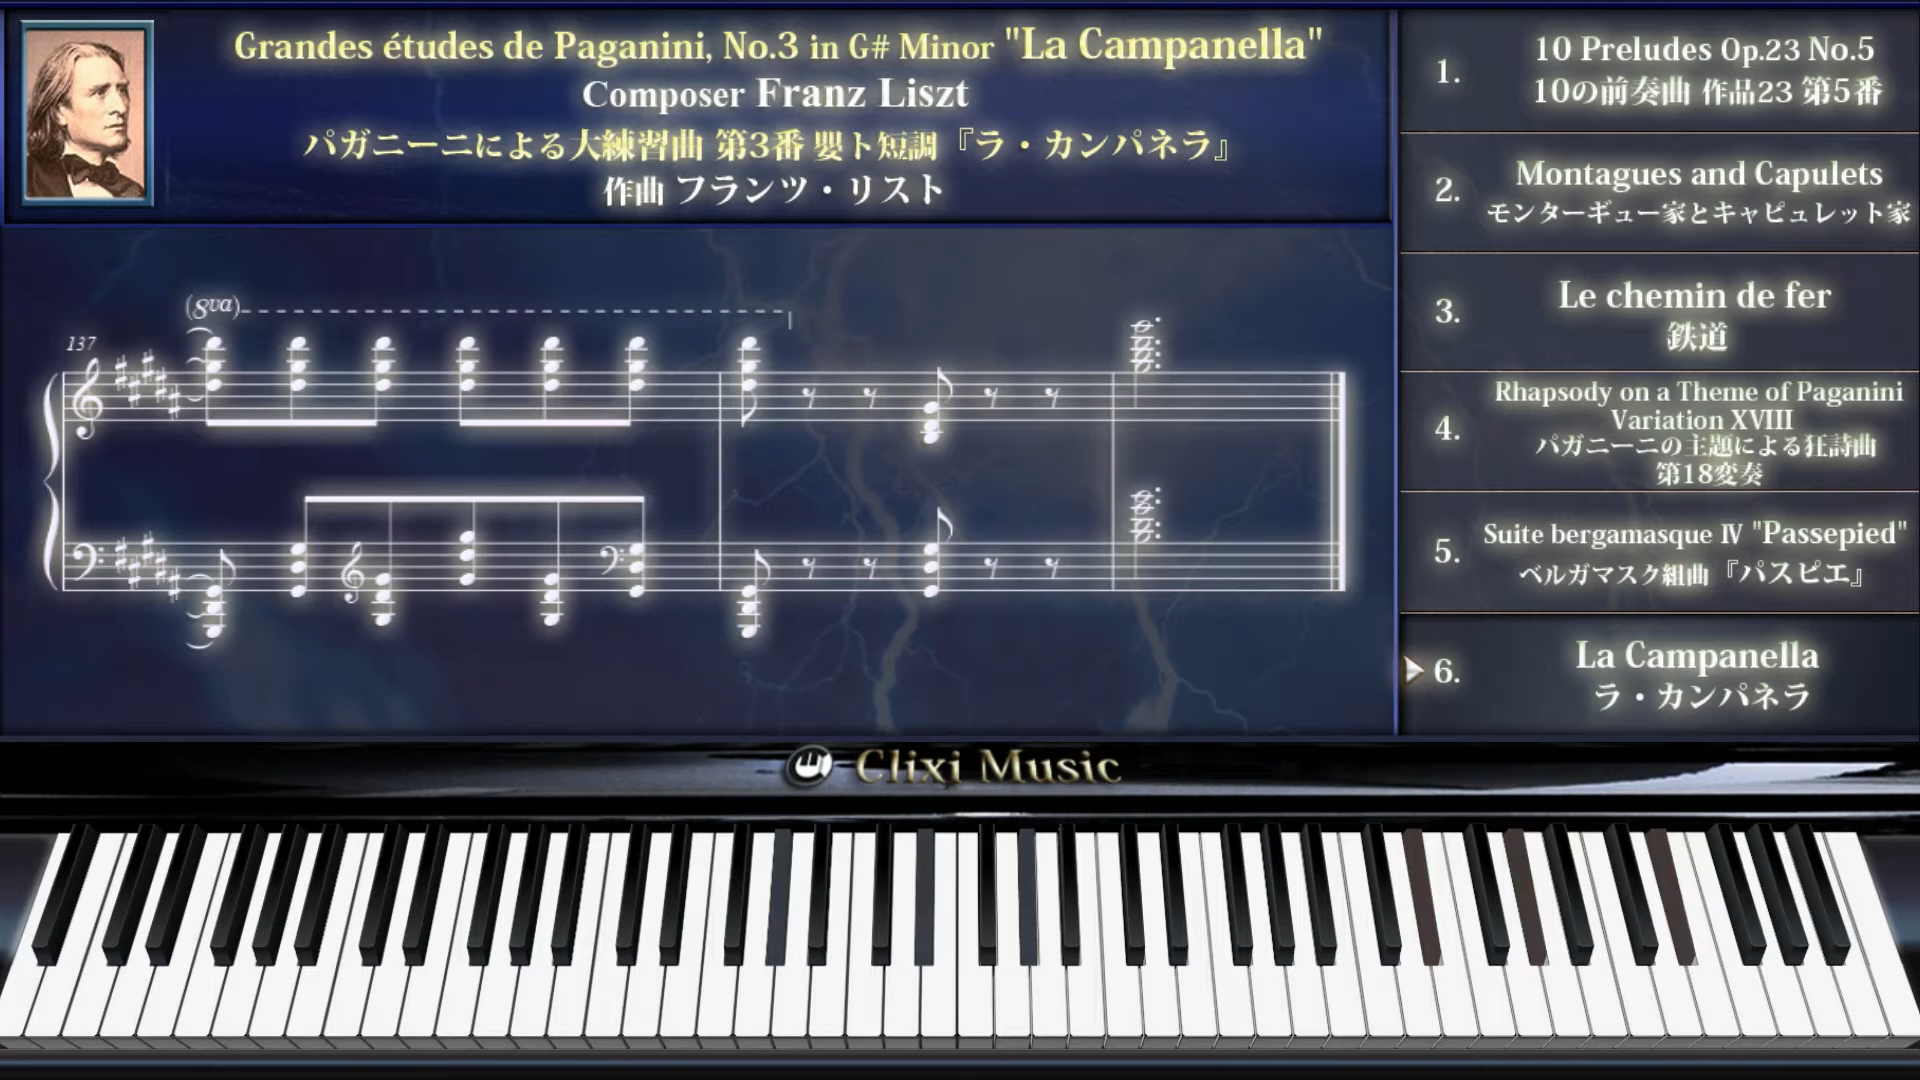 Grandes études de Paganini, No.3 in G# Minor "La Campanella"
Composer Franz Liszt
パガニーニによる大練習曲 第3番 嬰ト短調『ラ・カンパネラ』
作曲 フランツ・リスト
(8va)
137
1. 10 Preludes Op.23 No.5
10の前奏曲 作品23 第5番
2. Montagues and Capulets
モンターギュー家とキャピュレット家
3. Le chemin de fer
鉄道
4. Rhapsody on a Theme of Paganini
Variation XVIII
パガニーニの主題による狂詩曲
第18変奏
5. Suite bergamasque Ⅳ "Passepied"
ベルガマスク組曲『パスピエ』
6. La Campanella
ラ・カンパネラ
Clixi Music